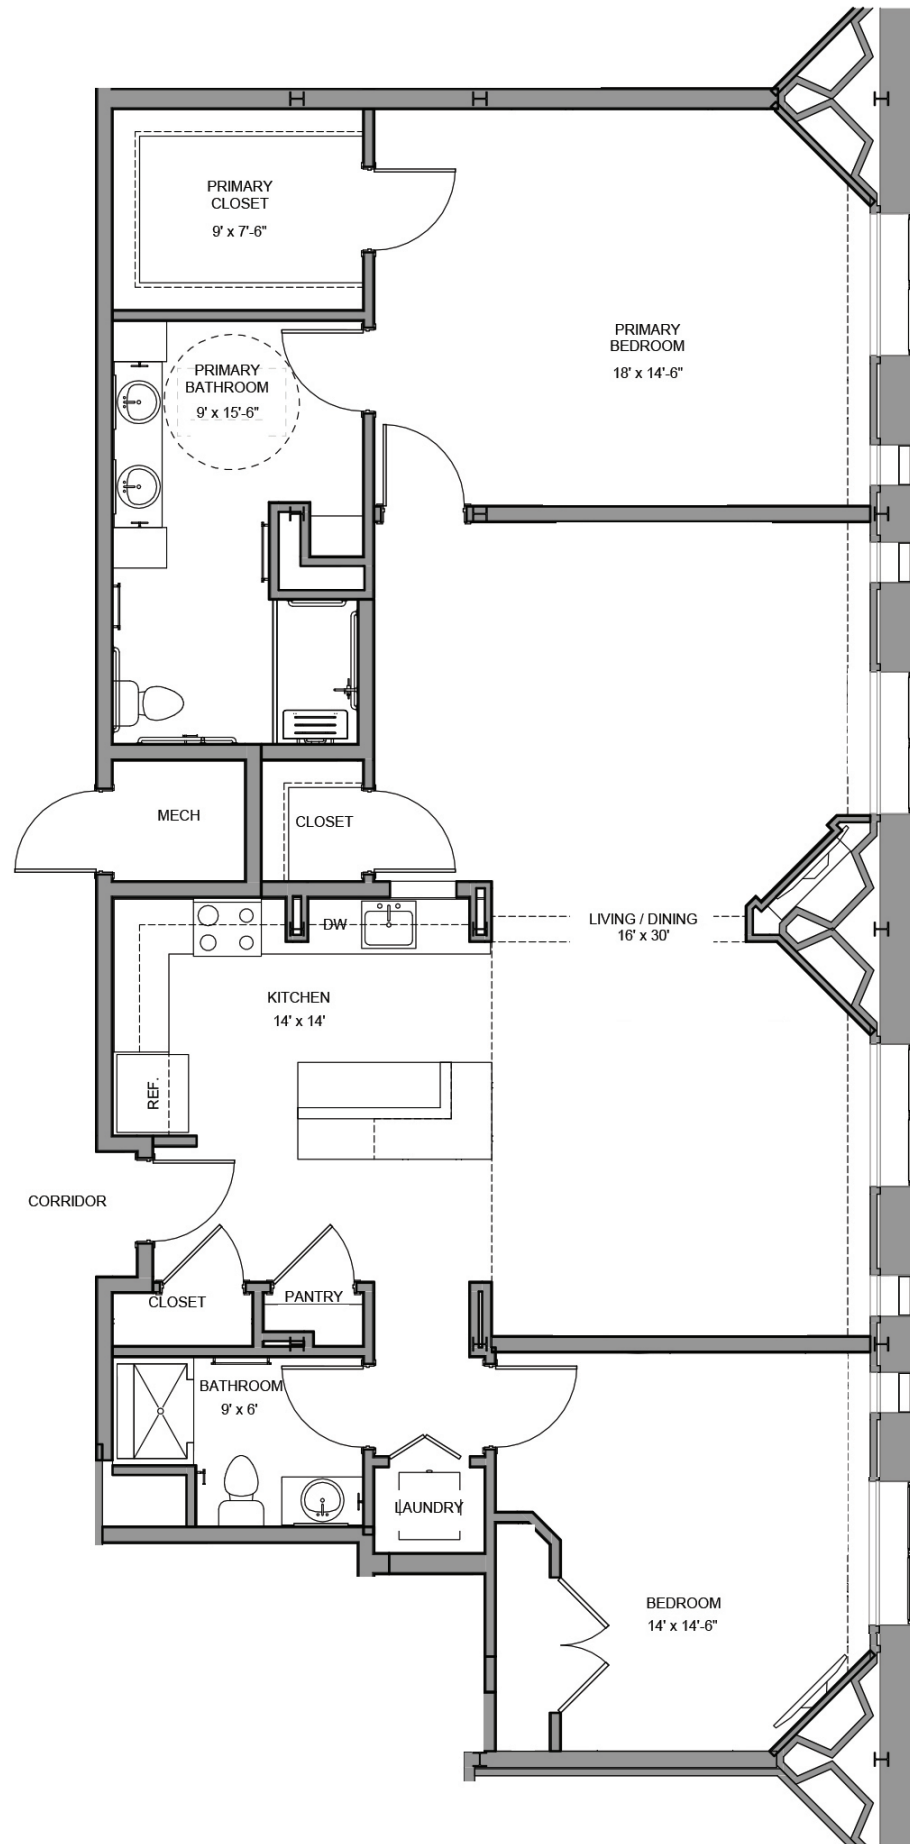 PRIMARY
CLOSET
9' x 7'-6"
PRIMARY
BEDROOM
18' x 14'-6"
PRIMARY
BATHROOM
9' x 15'-6"
MECH
CLOSET
DW
LIVING / DINING
16' x 30'
KITCHEN
14' x 14'
REF.
CORRIDOR
CLOSET
PANTRY
BATHROOM
9' x 6'
LAUNDRY
BEDROOM
14' x 14'-6"